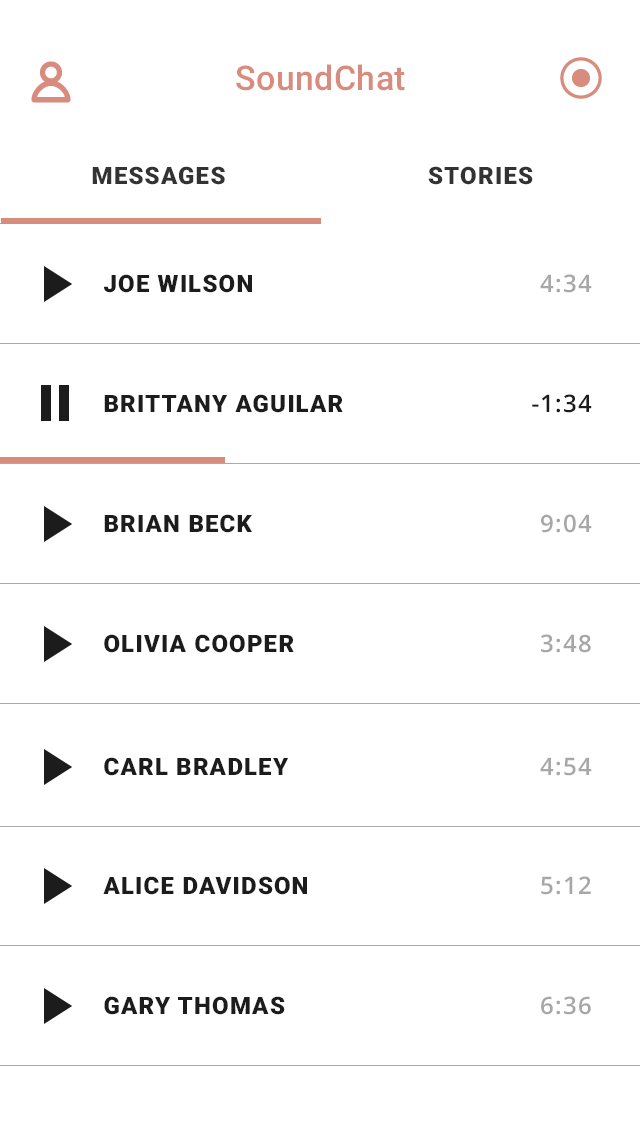 SoundChat
MESSAGES STORIES
JOE WILSON 4:34
BRITTANY AGUILAR -1:34
BRIAN BECK 9:04
OLIVIA COOPER 3:48
CARL BRADLEY 4:54
ALICE DAVIDSON 5:12
GARY THOMAS 6:36